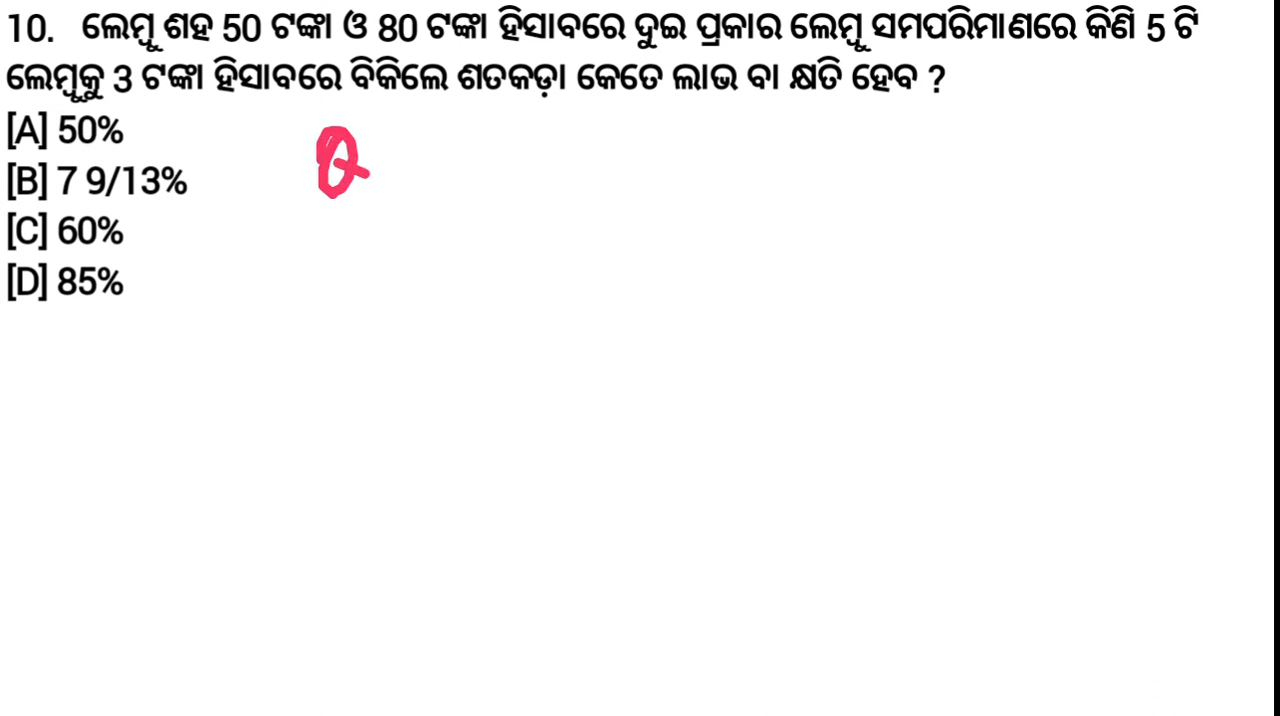 10. ଲେମ୍ବୁ ଶହ 50 ଟଙ୍କା ଓ 80 ଟଙ୍କା ହିସାବରେ ଦୁଇ ପ୍ରକାର ଲେମ୍ବୁ ସମପରିମାଣରେ କିଣି 5 ଟି
ଲେମ୍ବୁକୁ 3 ଟଙ୍କା ହିସାବରେ ବିକିଲେ ଶତକଡ଼ା କେତେ ଲାଭ ବା କ୍ଷତି ହେବ ?
[A] 50%
[B] 7 9/13%
[C] 60%
[D] 85%